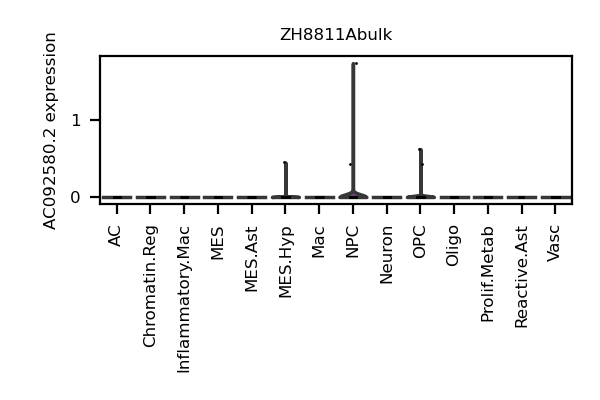 ZH8811Abulk
AC092580.2 expression
1
0
AC
Chromatin.Reg
Inflammatory.Mac
MES
MES.Ast
MES.Hyp
Mac
NPC
Neuron
OPC
Oligo
Prolif.Metab
Reactive.Ast
Vasc